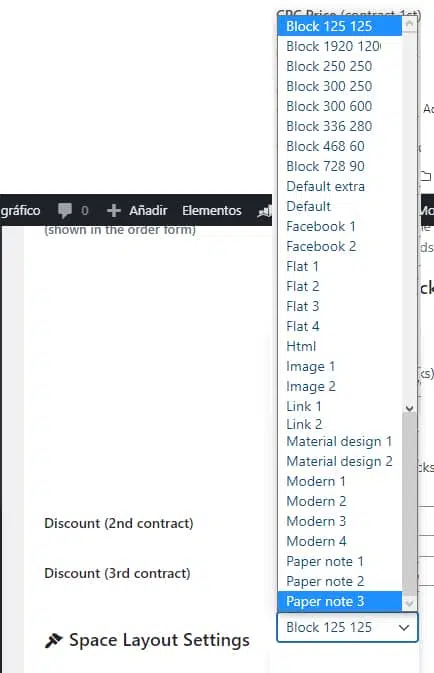 CPC Price (contract 1st)
Block 125 125
Block 1920 120
Block 250 250
Block 300 250
Block 300 600
Block 336 280
Block 468 60
Block 728 90
Default extra
Default
Facebook 1
Facebook 2
Flat 1
Flat 2
Flat 3
Flat 4
Html
Image 1
Image 2
Link 1
Link 2
Material design 1
Material design 2
Modern 1
Modern 2
Modern 3
Modern 4
Paper note 1
Paper note 2
Paper note 3
Block 125 125
gráfico 0 Añadir Elementos
(shown in the order form)
Discount (2nd contract)
Discount (3rd contract)
Space Layout Settings